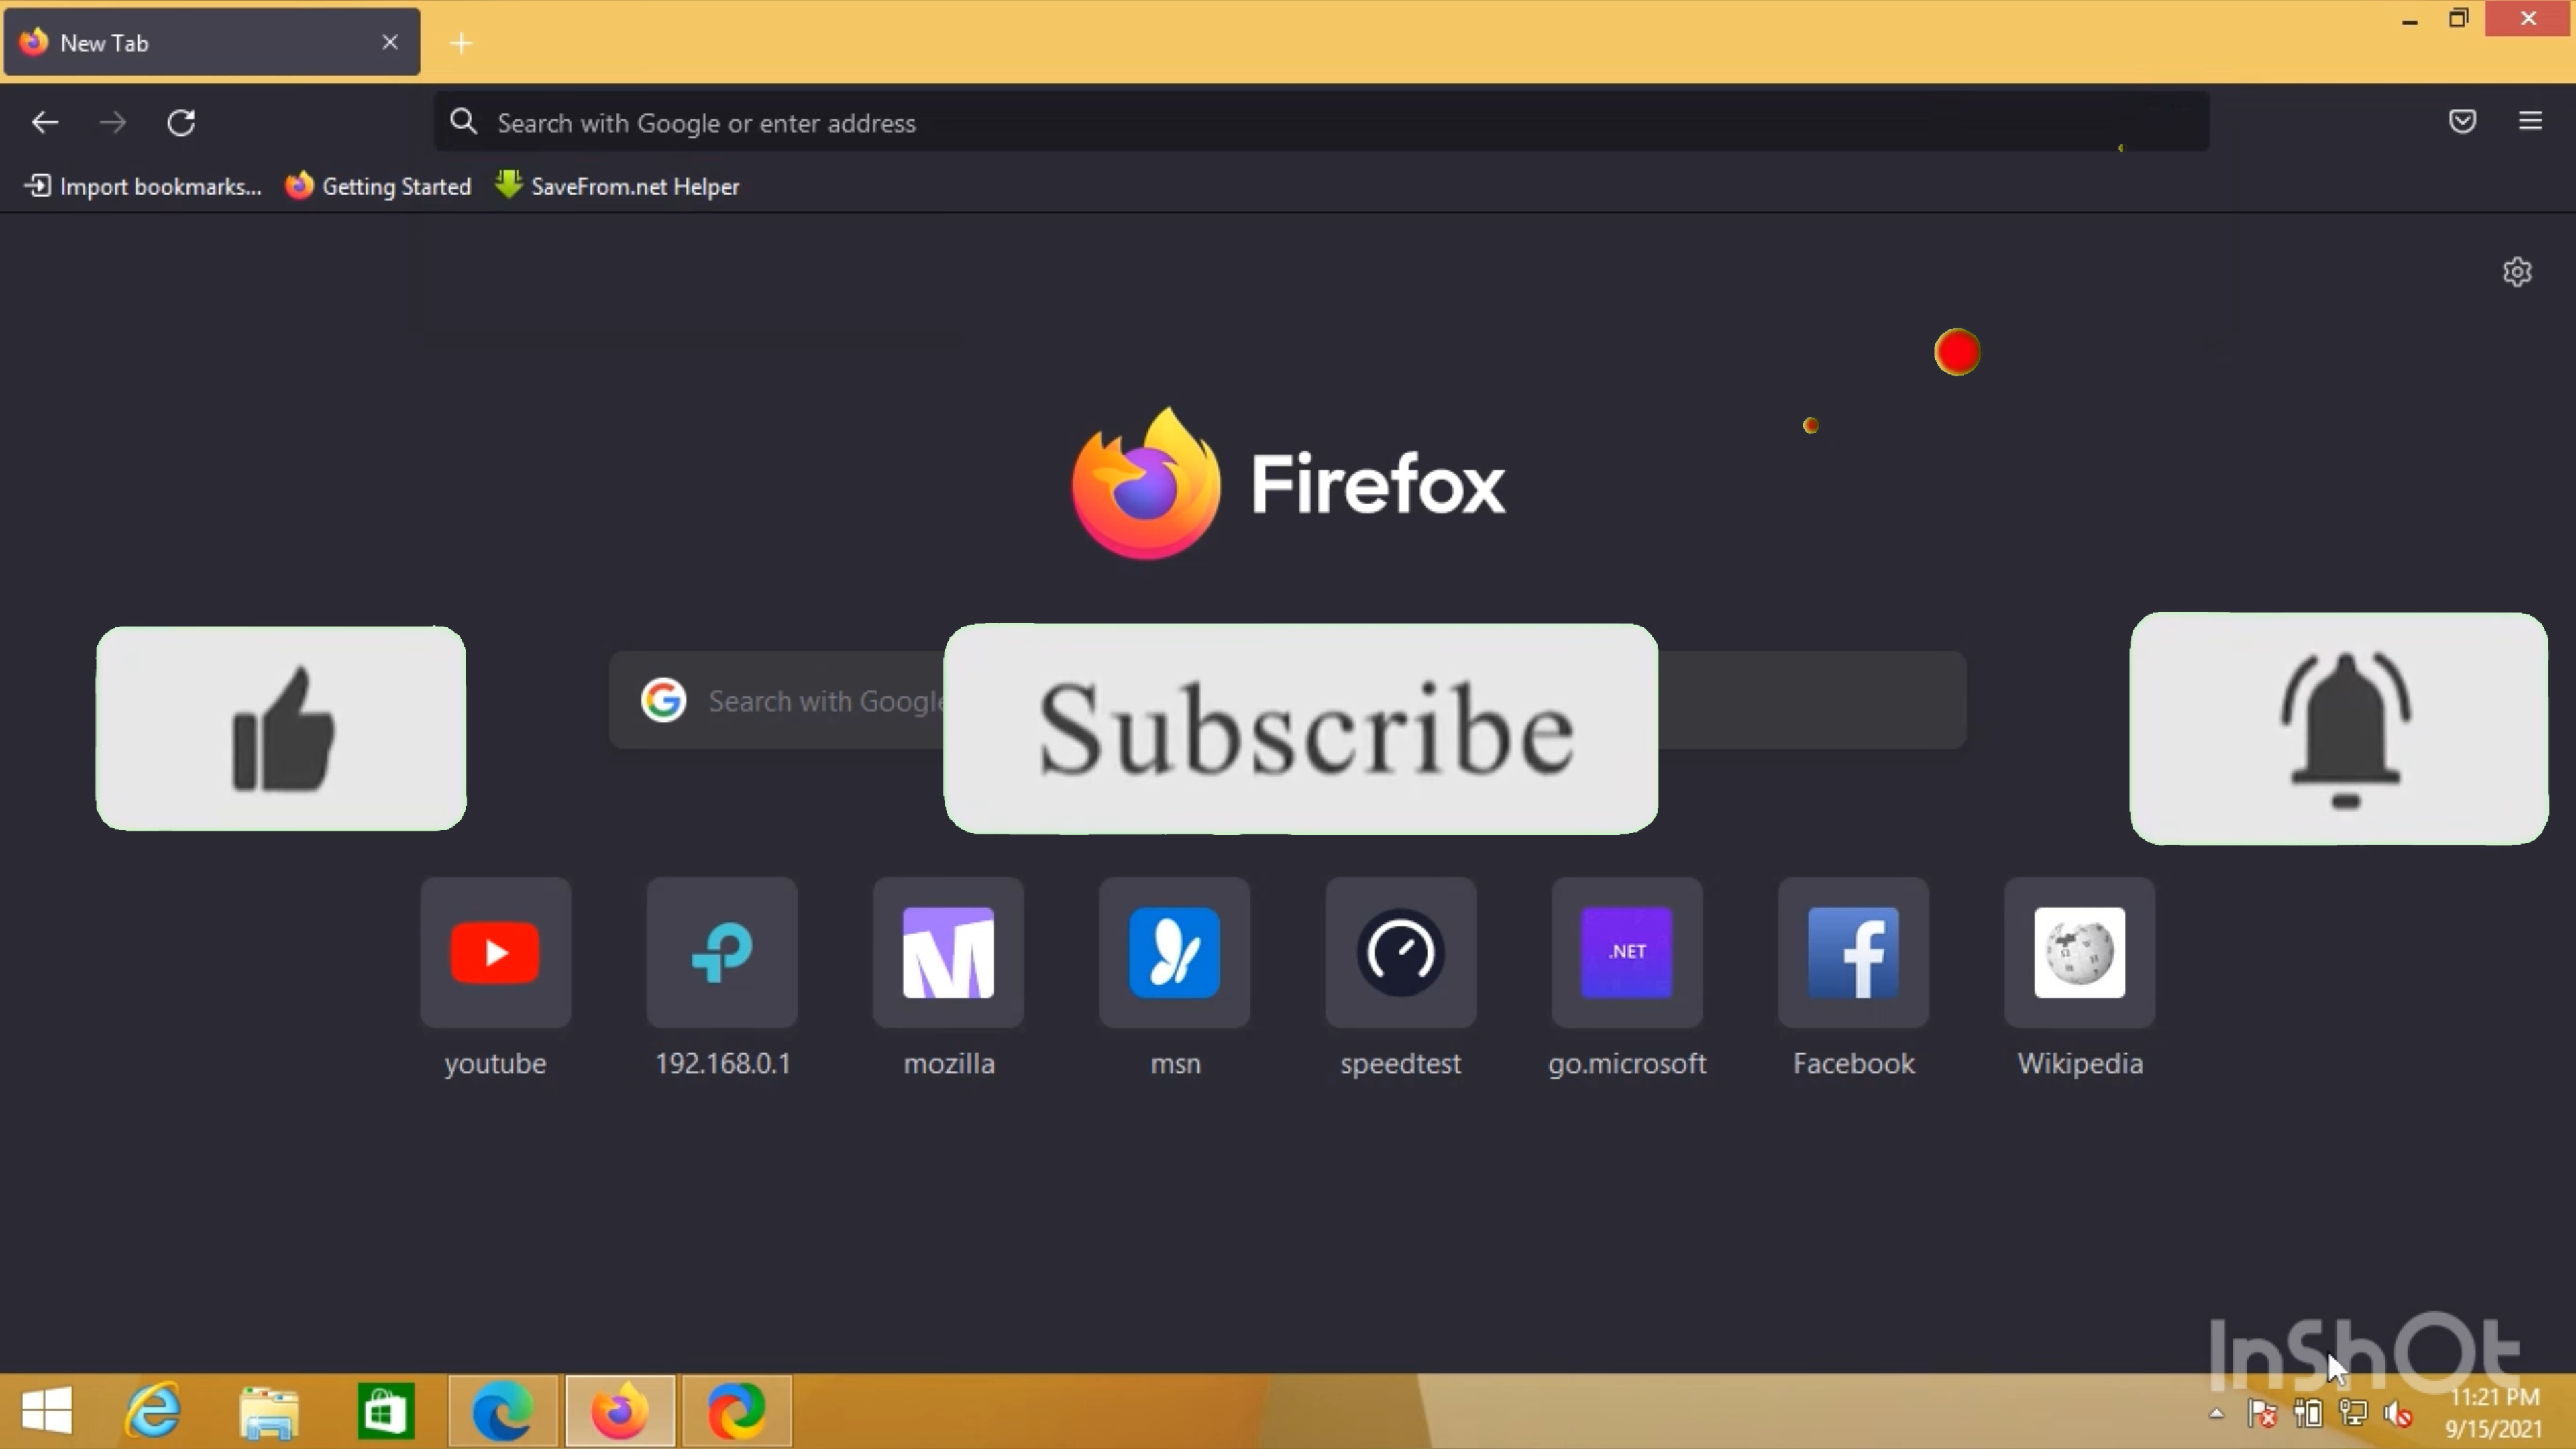 New Tab
Search with Google or enter address
Import bookmarks...
Getting Started
SaveFrom.net Helper
Firefox
Search with Google
Subscribe
.NET
youtube
192.168.0.1
mozilla
msn
speedtest
go.microsoft
Facebook
Wikipedia
InShOt
11:21 PM
9/15/2021